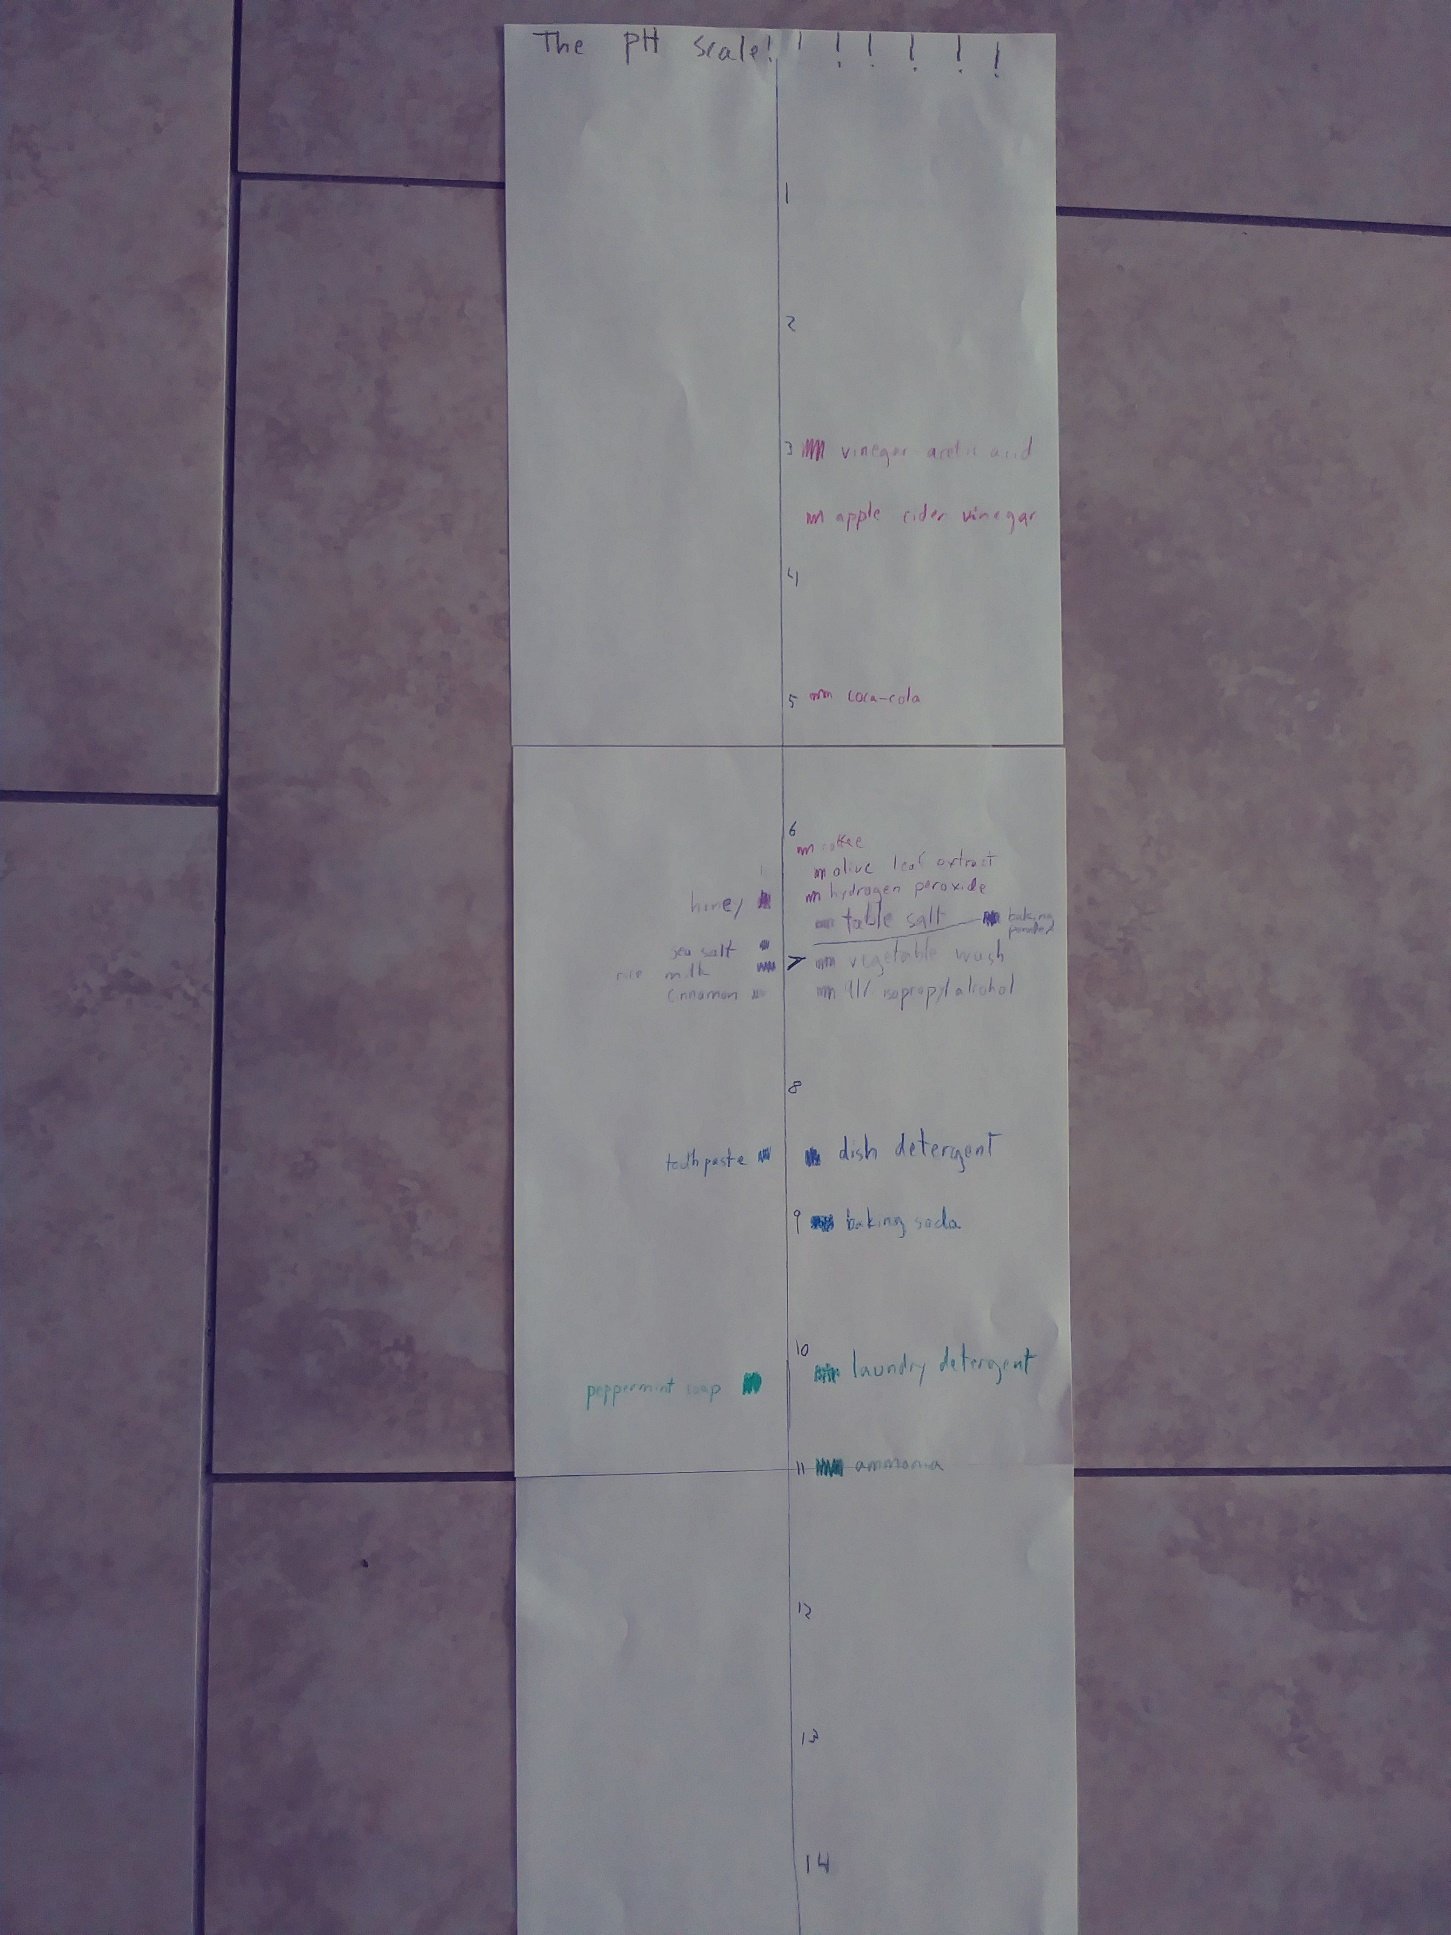 The pH scale! ! ! ! ! ! !
1
2
3 vinegar acetic acid
apple cider vinegar
4
5 coca-cola
6
coffee
olive leaf extract
hydrogen peroxide
honey
table salt baking powder
sea salt
7 vegetable wash
rice milk
cinnamon
91% isopropyl alcohol
8
toothpaste dish detergent
9 baking soda
10
laundry detergent
peppermint soap
11 ammonia
12
13
14